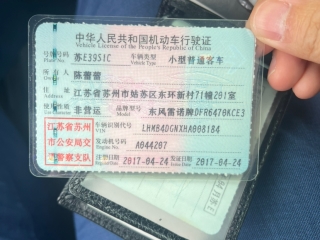 中华人民共和国机动车行驶证
Vehicle License of the People's Republic of China
号牌号码 苏E3951C 车辆类型 小型普通客车
所有人 陈蕾蕾
住址 江苏省苏州市姑苏区东环新村71幢201室
使用性质 非营运 品牌型号 东风雷诺牌DFR6470KCE3
江苏省苏州市公安局交通警察支队
车辆识别代号 LHM84DGNXHA008184
发动机号码 A044207
注册日期 2017-04-24 发证日期 2017-04-24